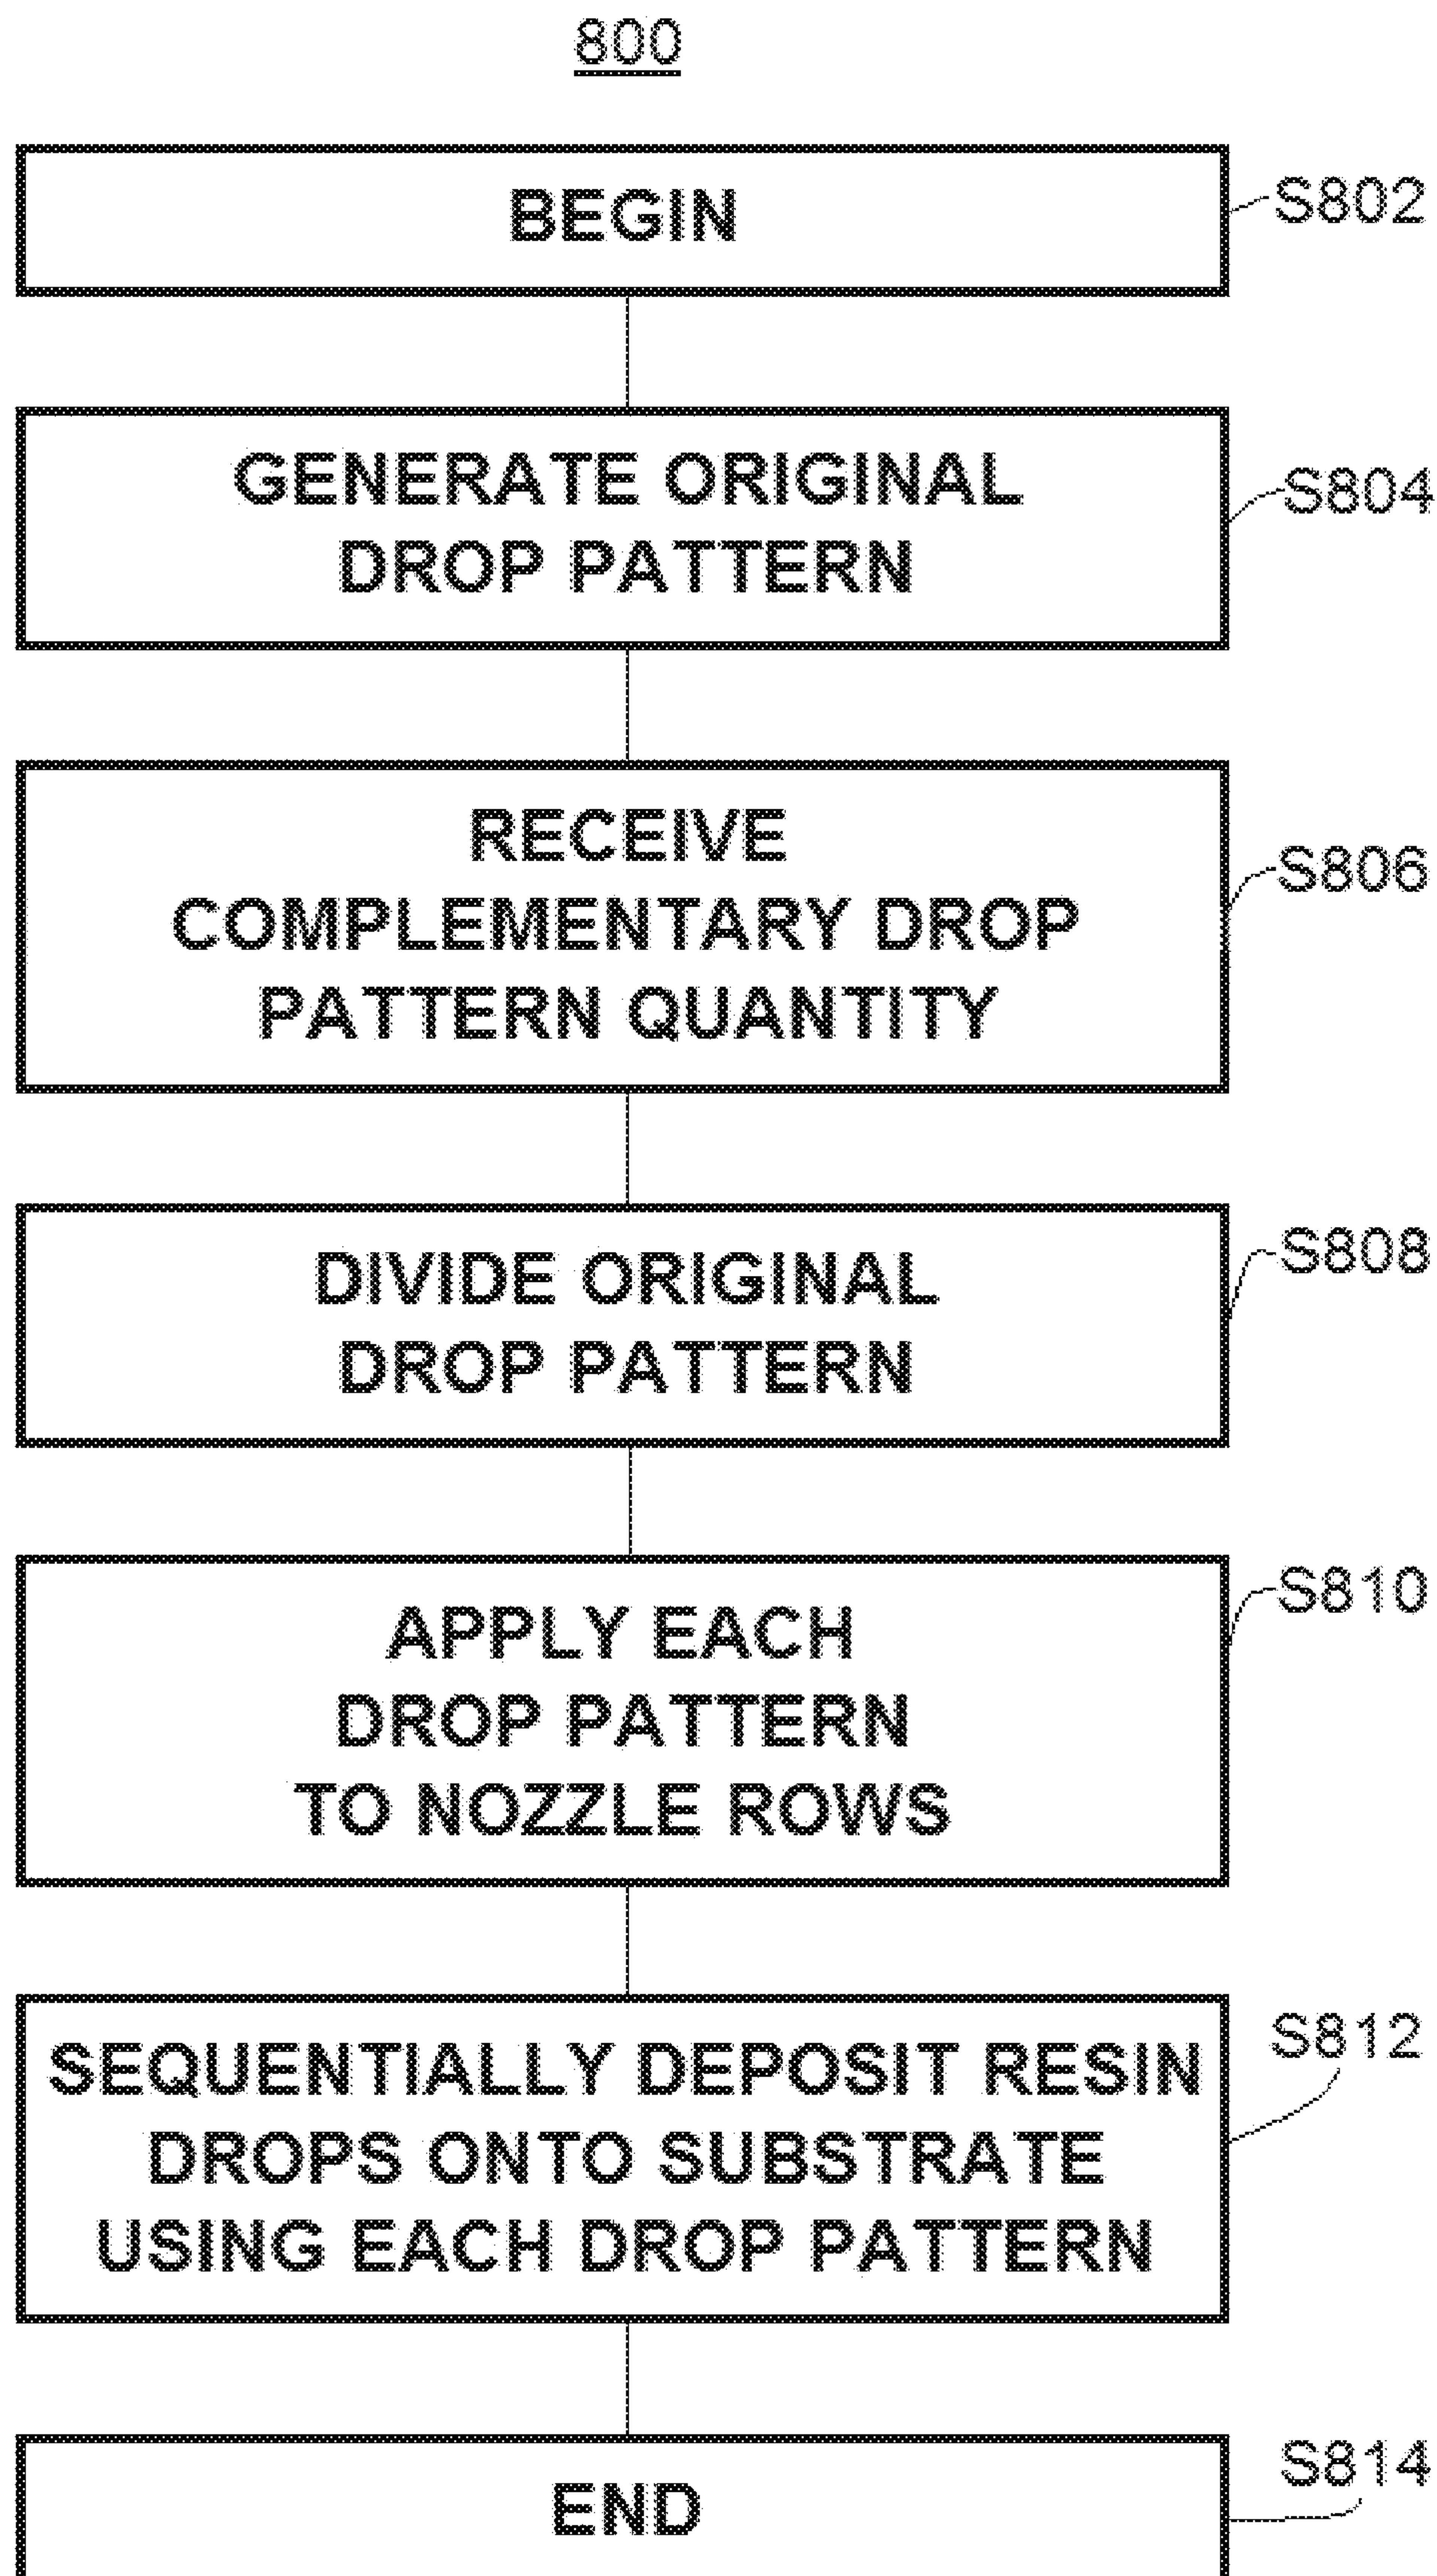 800
BEGIN
S802
GENERATE ORIGINAL
DROP PATTERN
S804
RECEIVE
COMPLEMENTARY DROP
PATTERN QUANTITY
S806
DIVIDE ORIGINAL
DROP PATTERN
S808
APPLY EACH
DROP PATTERN
TO NOZZLE ROWS
S810
SEQUENTIALLY DEPOSIT RESIN
DROPS ONTO SUBSTRATE
USING EACH DROP PATTERN
S812
END
S814